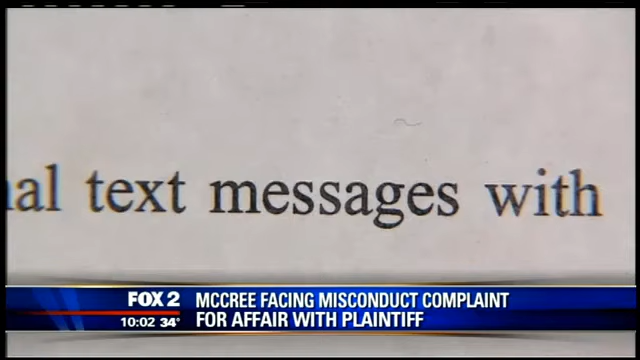 al text messages with
FOX 2 MCCREE FACING MISCONDUCT COMPLAINT
10:02 34° FOR AFFAIR WITH PLAINTIFF